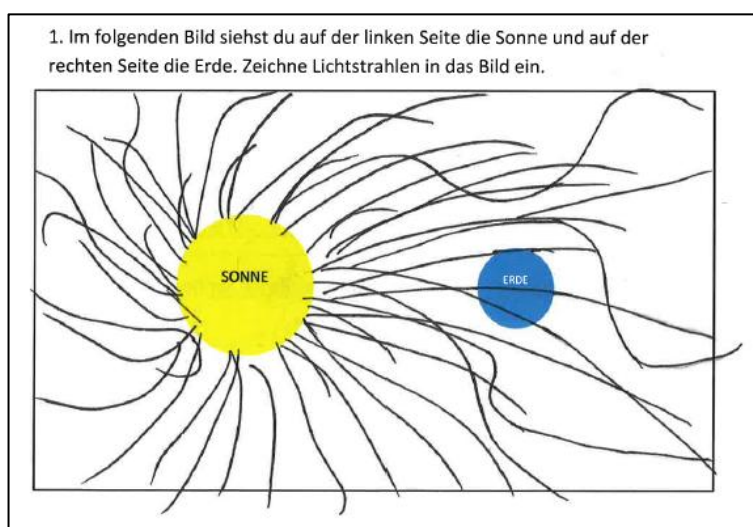 1. Im folgenden Bild siehst du auf der linken Seite die Sonne und auf der
rechten Seite die Erde. Zeichne Lichtstrahlen in das Bild ein.
SONNE
ERDE